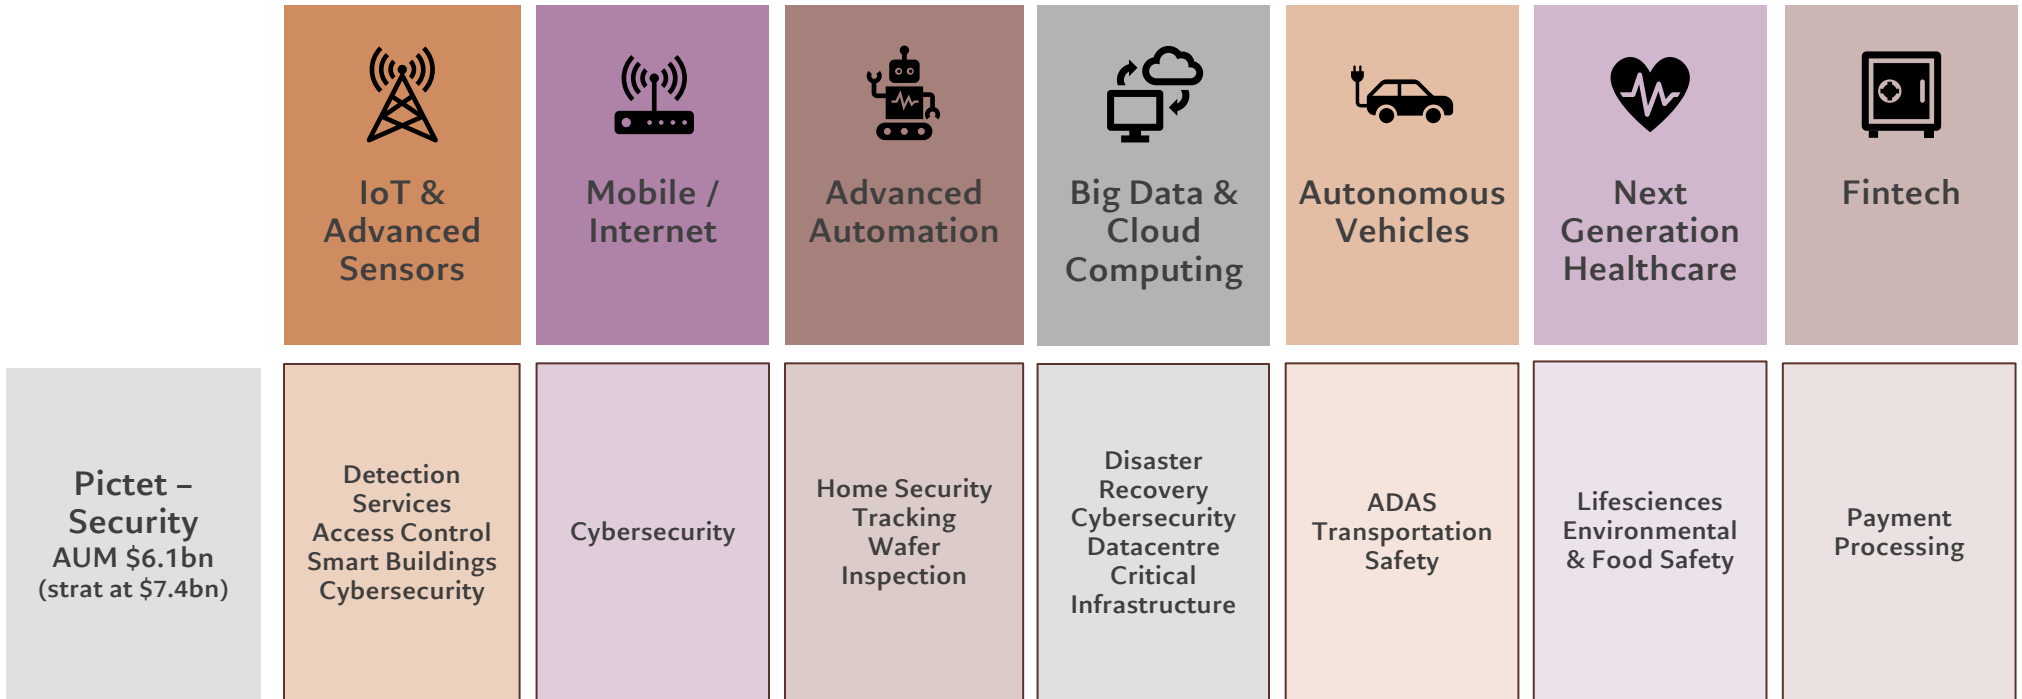 IoT &
Advanced
Sensors
Mobile /
Internet
Advanced
Automation
Big Data &
Cloud
Computing
Autonomous
Vehicles
Next
Generation
Healthcare
Fintech
Pictet –
Security
AUM $6.1bn
(strat at $7.4bn)
Detection
Services
Access Control
Smart Buildings
Cybersecurity
Cybersecurity
Home Security
Tracking
Wafer
Inspection
Disaster
Recovery
Cybersecurity
Datacentre
Critical
Infrastructure
ADAS
Transportation
Safety
Lifesciences
Environmental
& Food Safety
Payment
Processing